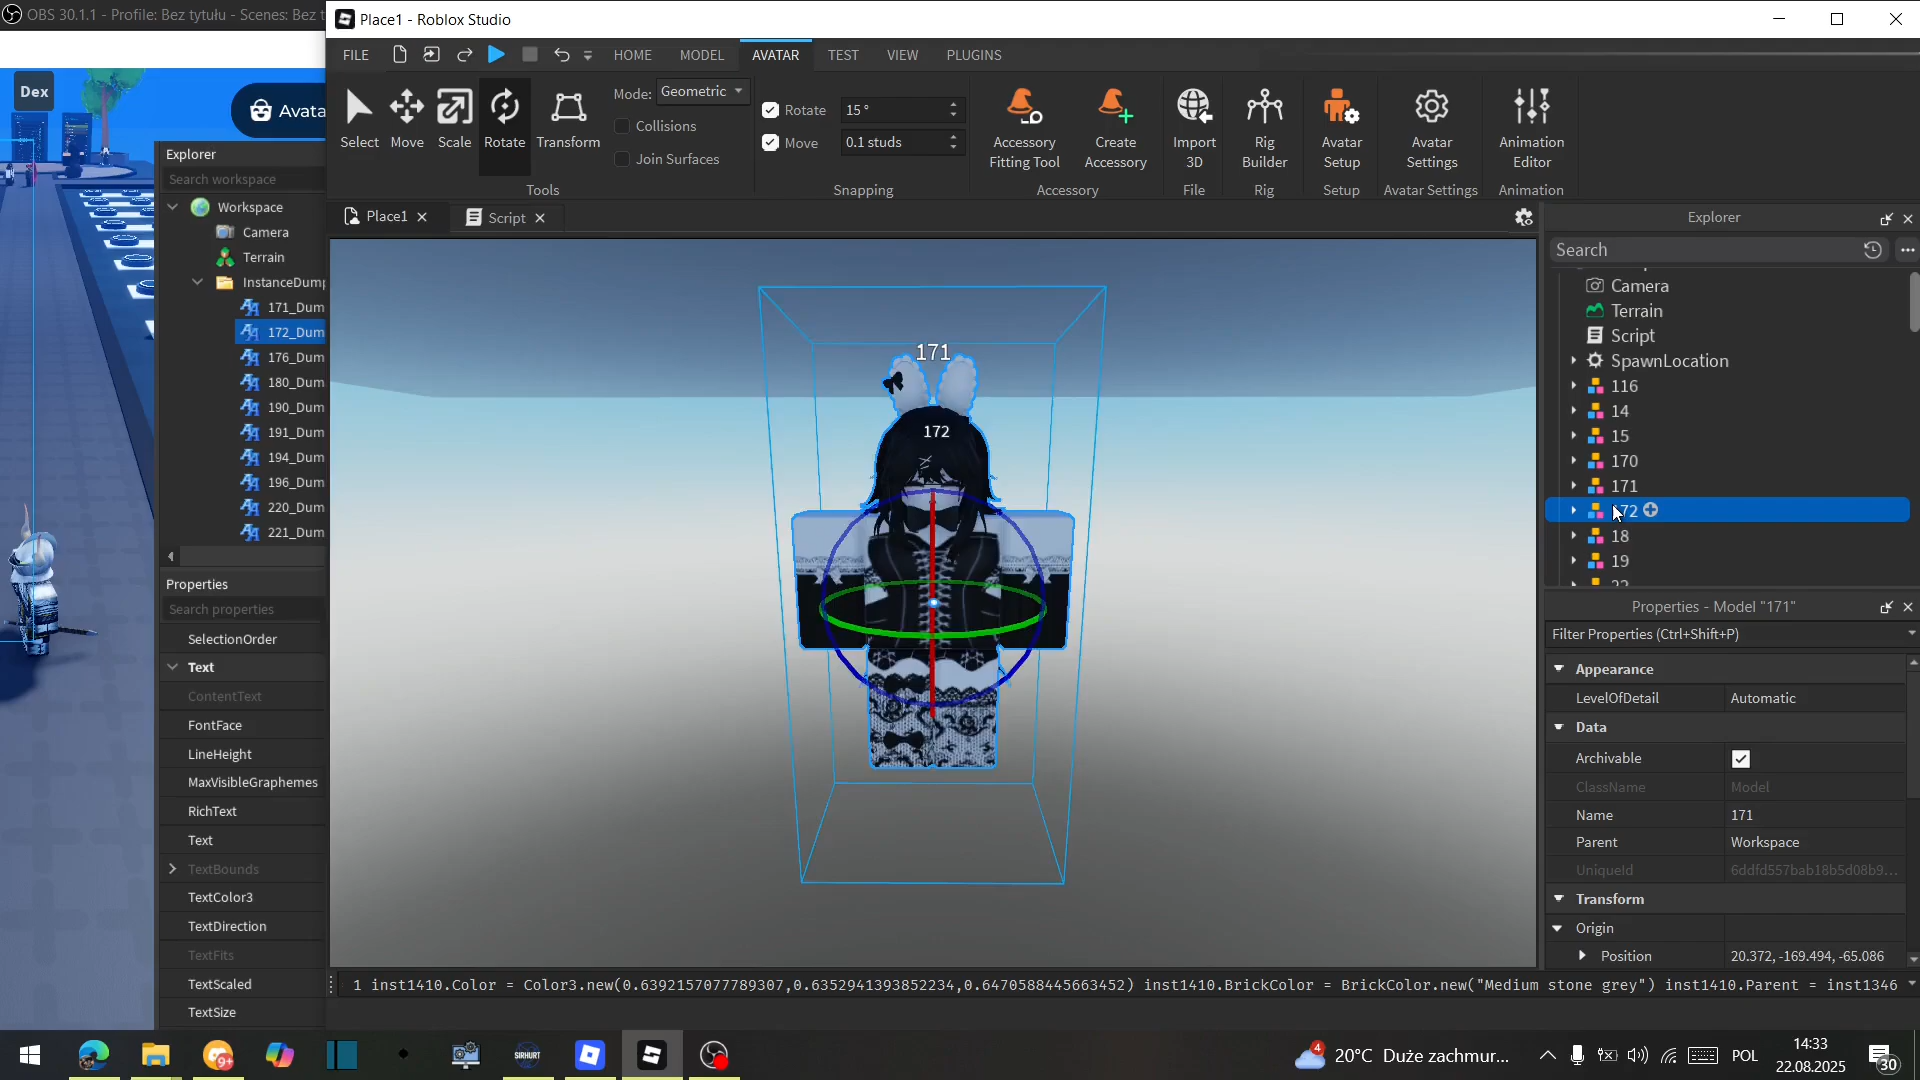 OBS 30.1.1 - Profile: Bez tytułu - Scenes: Bez t
Place1 - Roblox Studio
FILE
HOME
MODEL
AVATAR
TEST
VIEW
PLUGINS
Dex
Avata
Select
Move
Scale
Rotate
Transform
Mode:
Geometric
Collisions
Join Surfaces
Rotate
15 °
Move
0.1 studs
Accessory
Fitting Tool
Create
Accessory
Import
3D
Rig
Builder
Avatar
Setup
Avatar
Settings
Animation
Editor
Tools
Snapping
Accessory
File
Rig
Setup
Avatar Settings
Animation
Explorer
Search workspace
Workspace
Camera
Terrain
InstanceDump
171_Dum
172_Dum
176_Dum
180_Dum
190_Dum
191_Dum
194_Dum
196_Dum
220_Dum
221_Dum
Properties
Search properties
SelectionOrder
Text
ContentText
FontFace
LineHeight
MaxVisibleGraphemes
RichText
Text
TextBounds
TextColor3
TextDirection
TextFits
TextScaled
TextSize
Place1
Script
171
172
Explorer
Search
Camera
Terrain
Script
SpawnLocation
116
14
15
170
171
172
18
19
Properties - Model "171"
Filter Properties (Ctrl+Shift+P)
Appearance
LevelOfDetail
Automatic
Data
Archivable
ClassName
Model
Name
171
Parent
Workspace
UniqueId
6ddfd557bab18b5d08b9...
Transform
Origin
Position
20.372, -169.494, -65.086
1 inst1410.Color = Color3.new(0.6392157077789307,0.6352941393852234,0.6470588445663452) inst1410.BrickColor = BrickColor.new("Medium stone grey") inst1410.Parent = inst1346
9+
SIRHURT
4
20°C Duże zachmur...
POL
14:33
22.08.2025
30